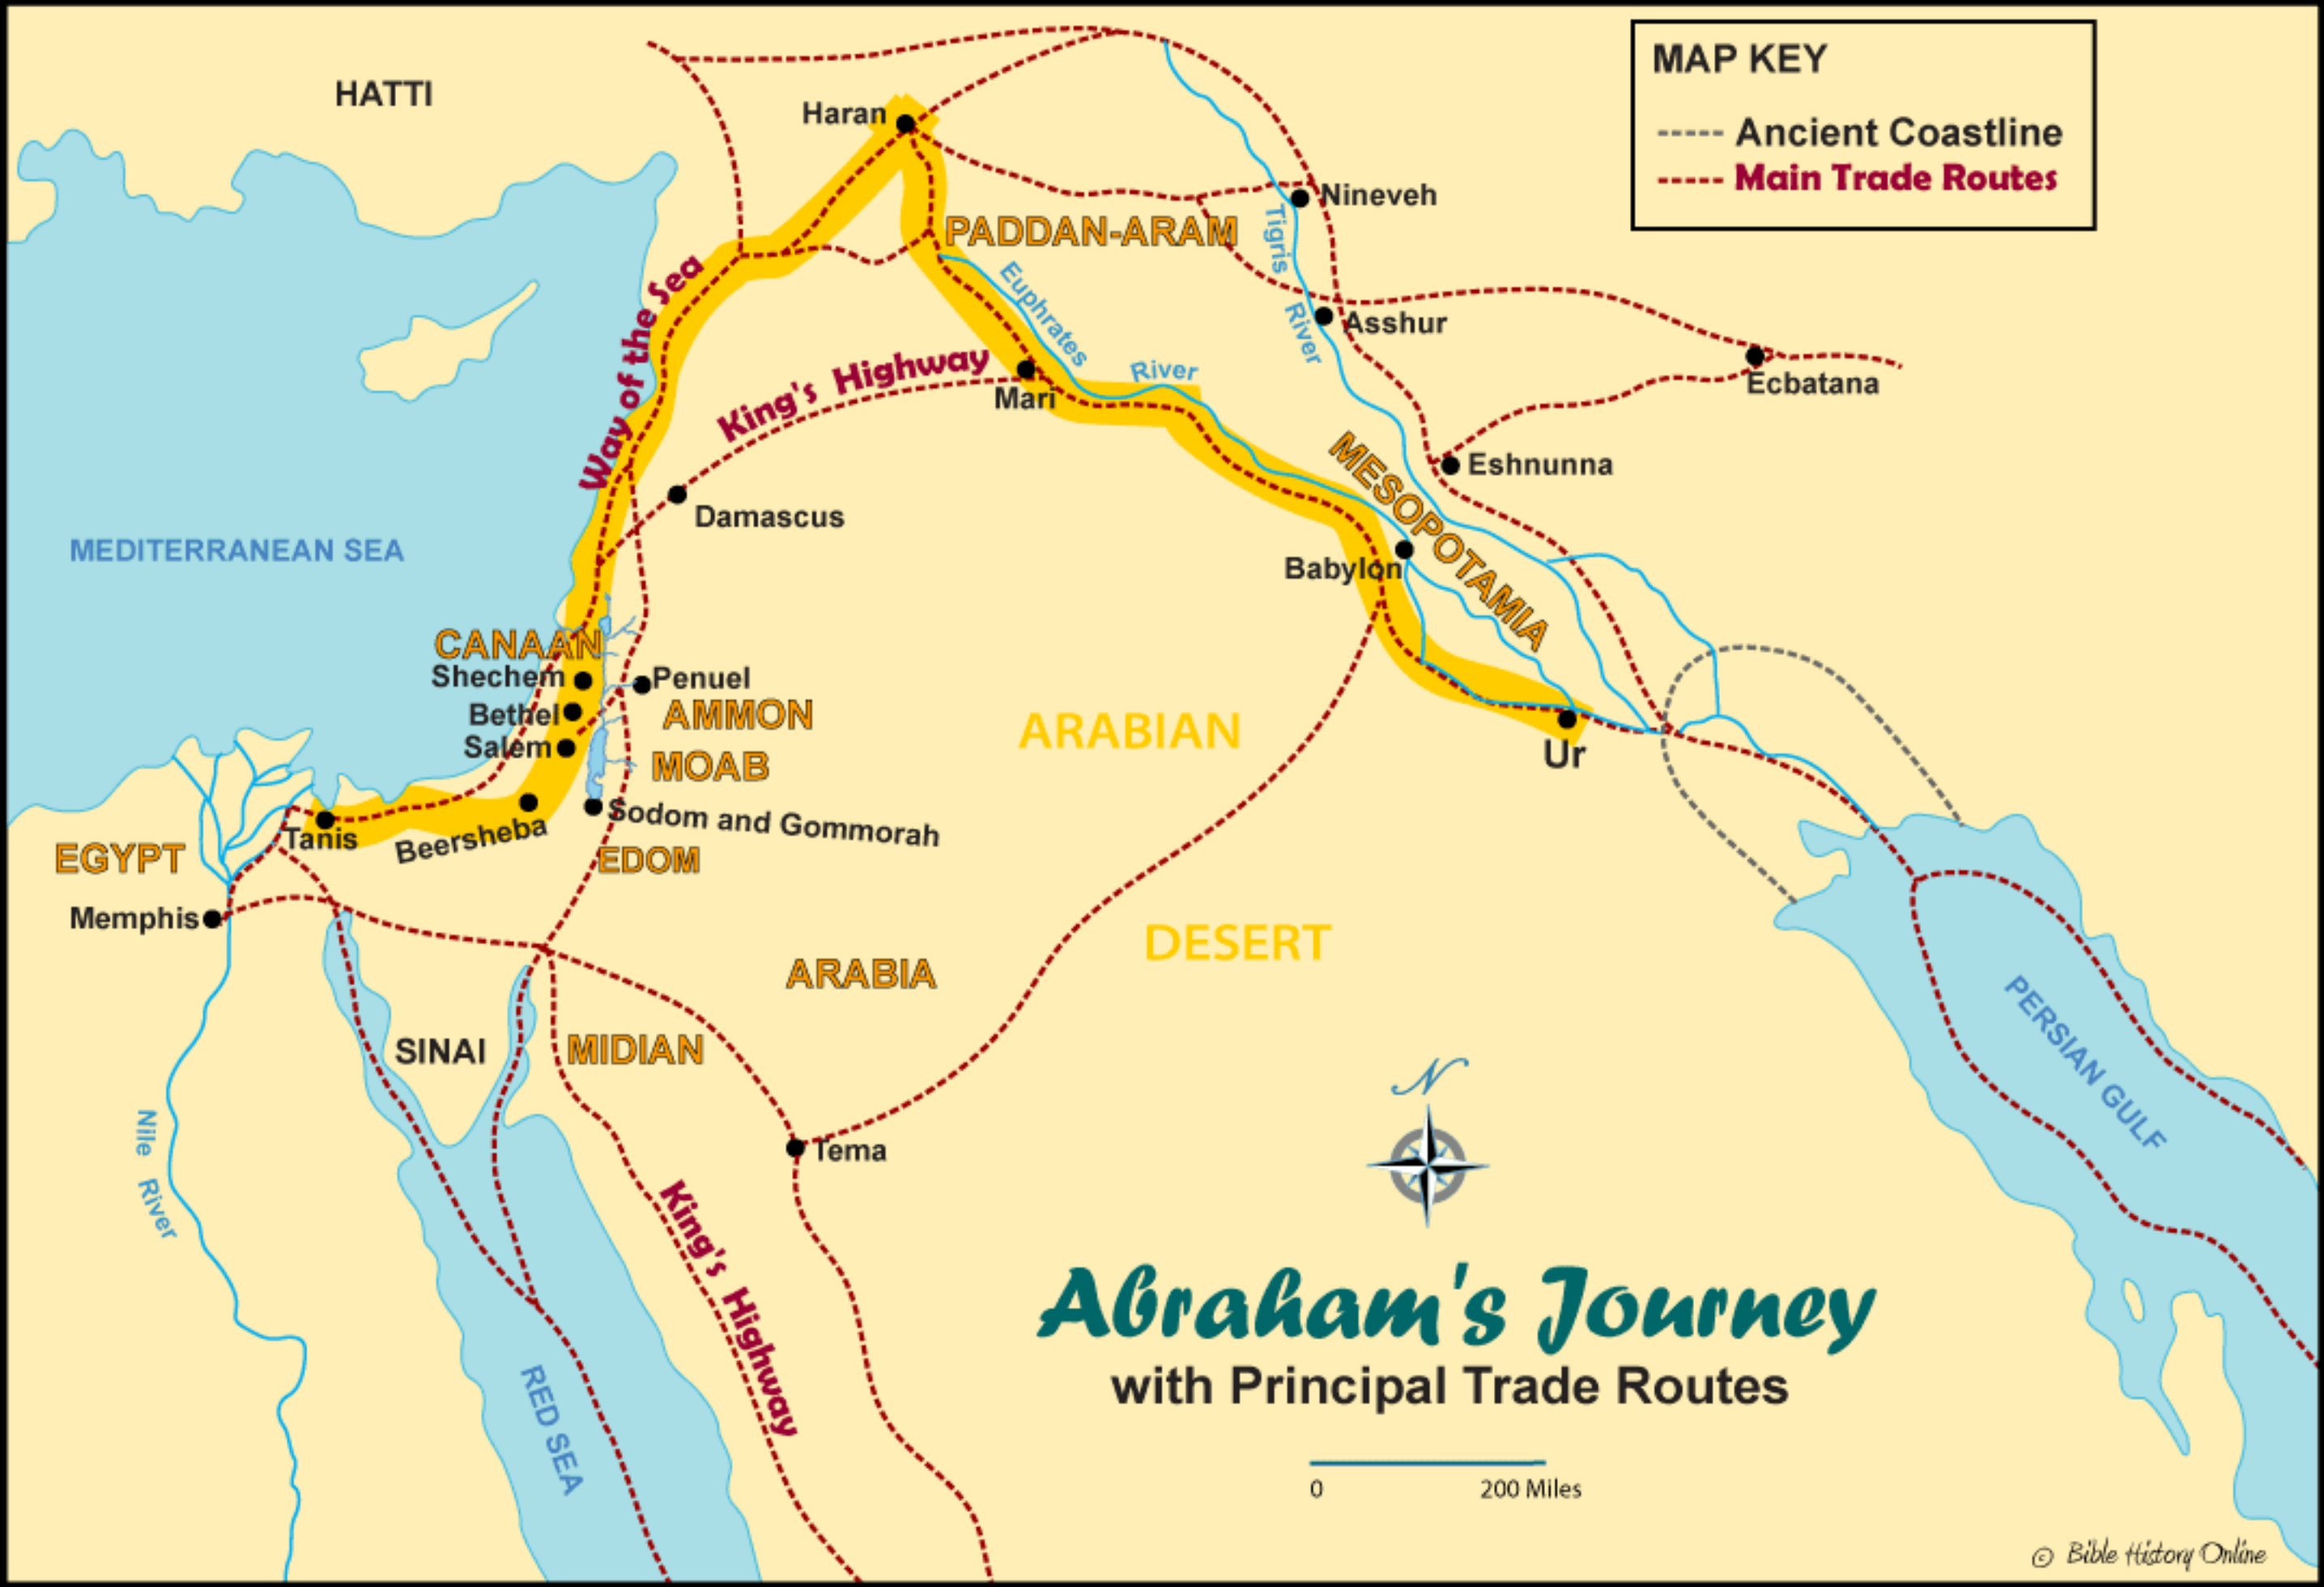 MAP KEY
Ancient Coastline
Main Trade Routes
HATTI
Haran
Nineveh
PADDAN-ARAM
Tigris River
Euphrates River
Way of the Sea
Asshur
Ecbatana
King's Highway
Mari
Eshnunna
MESOPOTAMIA
Damascus
MEDITERRANEAN SEA
Babylon
CANAAN
Shechem
Penuel
Bethel
AMMON
Salem
MOAB
ARABIAN
Ur
Sodom and Gommorah
Tanis
Beersheba
EGYPT
EDOM
Memphis
DESERT
ARABIA
SINAI
MIDIAN
PERSIAN GULF
N
Nile River
Tema
King's Highway
RED SEA
Abraham's Journey
with Principal Trade Routes
0 200 Miles
© Bible History Online